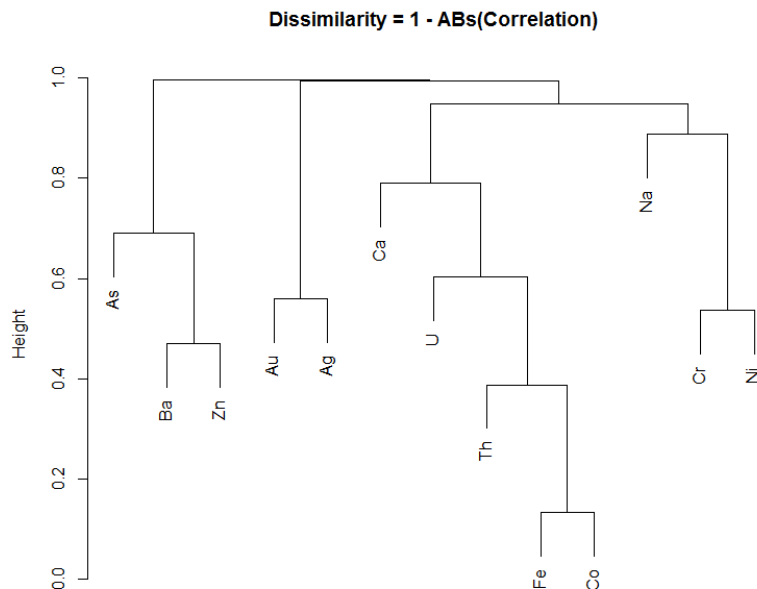 Dissimilarity = 1 - ABs(Correlation)
Height
1.0
0.8
0.6
0.4
0.2
0.0
As
Ba
Zn
Au
Ag
Ca
U
Th
Fe
Co
Na
Cr
Ni